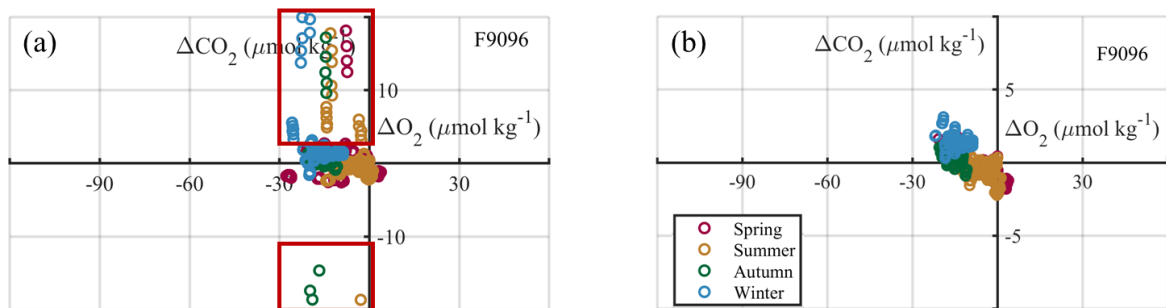 (a)
ΔCO₂ (μmol kg⁻¹)
F9096
10
ΔO₂ (μmol kg⁻¹)
-90 -60 -30 30
-10
(b)
ΔCO₂ (μmol kg⁻¹)
F9096
5
ΔO₂ (μmol kg⁻¹)
-90 -60 -30 30
-5
Spring
Summer
Autumn
Winter